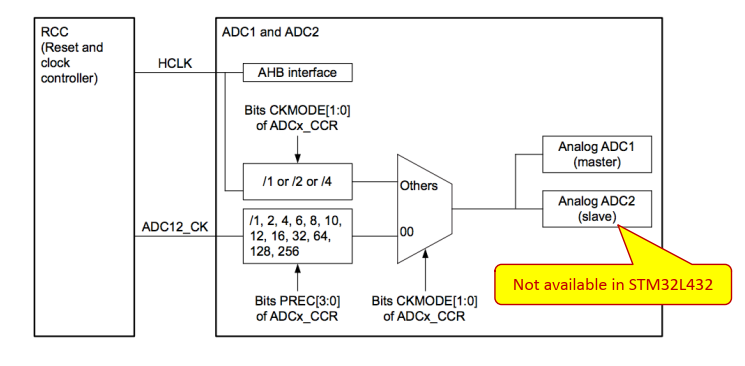 RCC
(Reset and
clock
controller)
HCLK
ADC12_CK
ADC1 and ADC2
AHB interface
Bits CKMODE[1:0]
of ADCx_CCR
/1 or /2 or /4
/1, 2, 4, 6, 8, 10,
12, 16, 32, 64,
128, 256
Bits PREC[3:0]
of ADCx_CCR
Others
00
Bits CKMODE[1:0]
of ADCx_CCR
Analog ADC1
(master)
Analog ADC2
(slave)
Not available in STM32L432